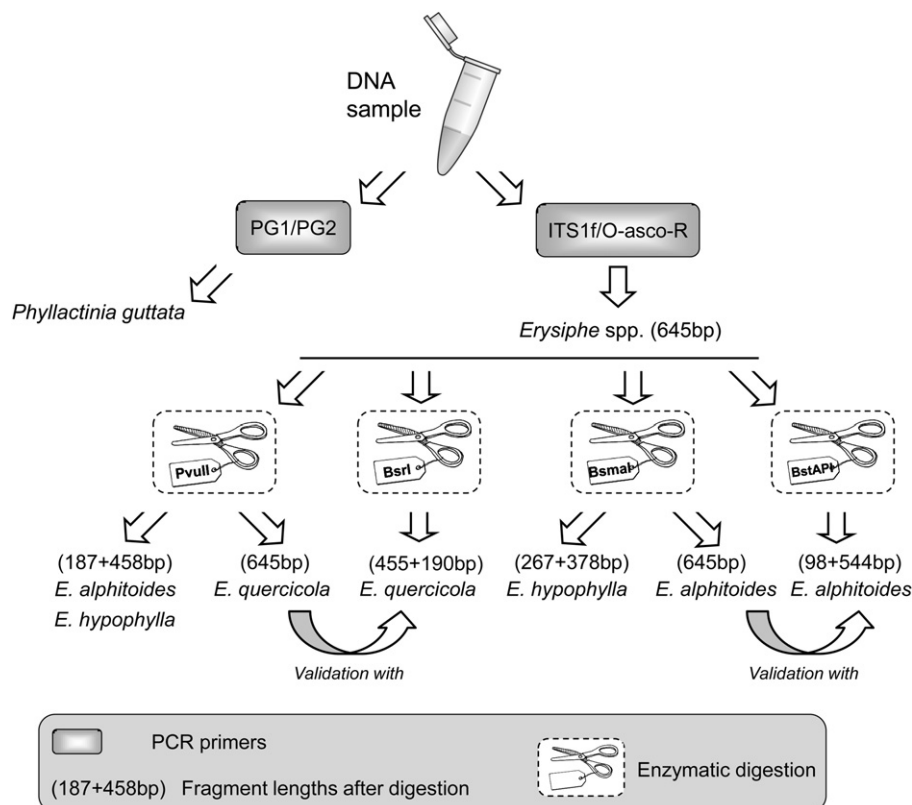 DNA
sample
PG1/PG2
ITS1f/O-asco-R
Phyllactinia guttata
Erysiphe spp. (645bp)
PvuII
BsrI
BsmaI
BstAPI
(187+458bp)
E. alphitoides
E. hypophylla
(645bp)
E. quercicola
(455+190bp)
E. quercicola
(267+378bp)
E. hypophylla
(645bp)
E. alphitoides
(98+544bp)
E. alphitoides
Validation with
Validation with
PCR primers
(187+458bp) Fragment lengths after digestion
Enzymatic digestion